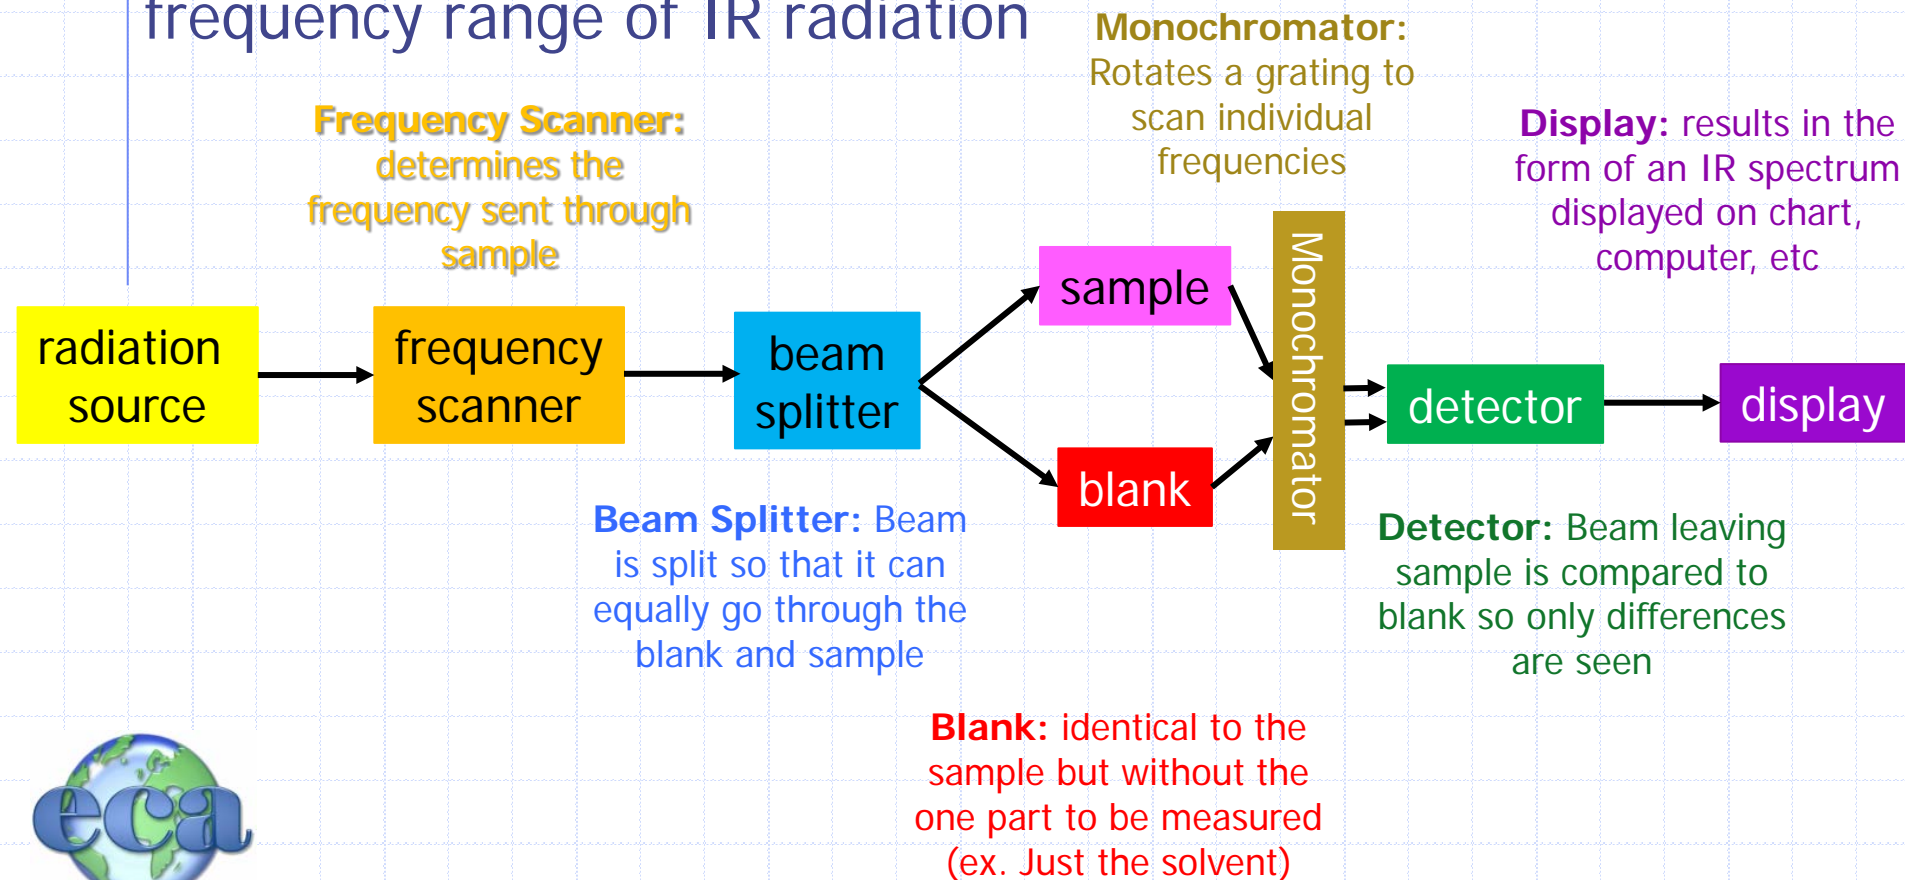 frequency range of IR radiation
Monochromator:
Rotates a grating to
scan individual
frequencies
Frequency Scanner:
determines the
frequency sent through
sample
Display: results in the
form of an IR spectrum
displayed on chart,
computer, etc
radiation
source
frequency
scanner
beam
splitter
sample
blank
Monochromator
detector
display
Beam Splitter: Beam
is split so that it can
equally go through the
blank and sample
Detector: Beam leaving
sample is compared to
blank so only differences
are seen
Blank: identical to the
sample but without the
one part to be measured
(ex. Just the solvent)
eca